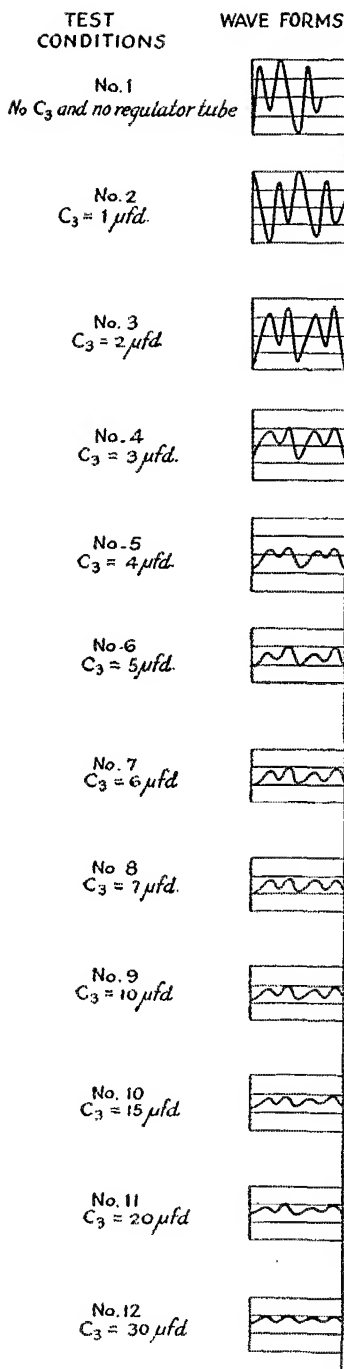 TEST CONDITIONS
WAVE FORMS
No. 1
No C3 and no regulator tube
No. 2
C3 = 1 µfd.
No. 3
C3 = 2 µfd.
No. 4
C3 = 3 µfd.
No. 5
C3 = 4 µfd.
No. 6
C3 = 5 µfd.
No. 7
C3 = 6 µfd
No 8
C3 = 7 µfd.
No. 9
C3 = 10 µfd
No. 10
C3 = 15 µfd
No. 11
C3 = 20 µfd
No. 12
C3 = 30 µfd